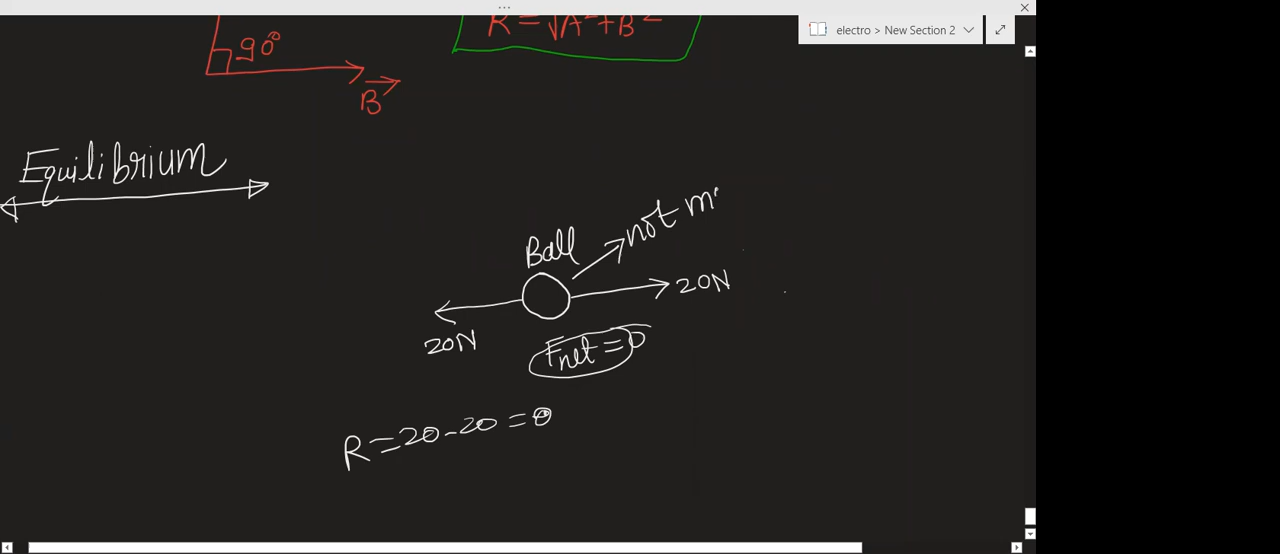 electro > New Section 2
R = √A²+B²
90°
B
Equilibrium
not m
Ball
20N
20N
Fnet = 0
R = 20 - 20 = 0